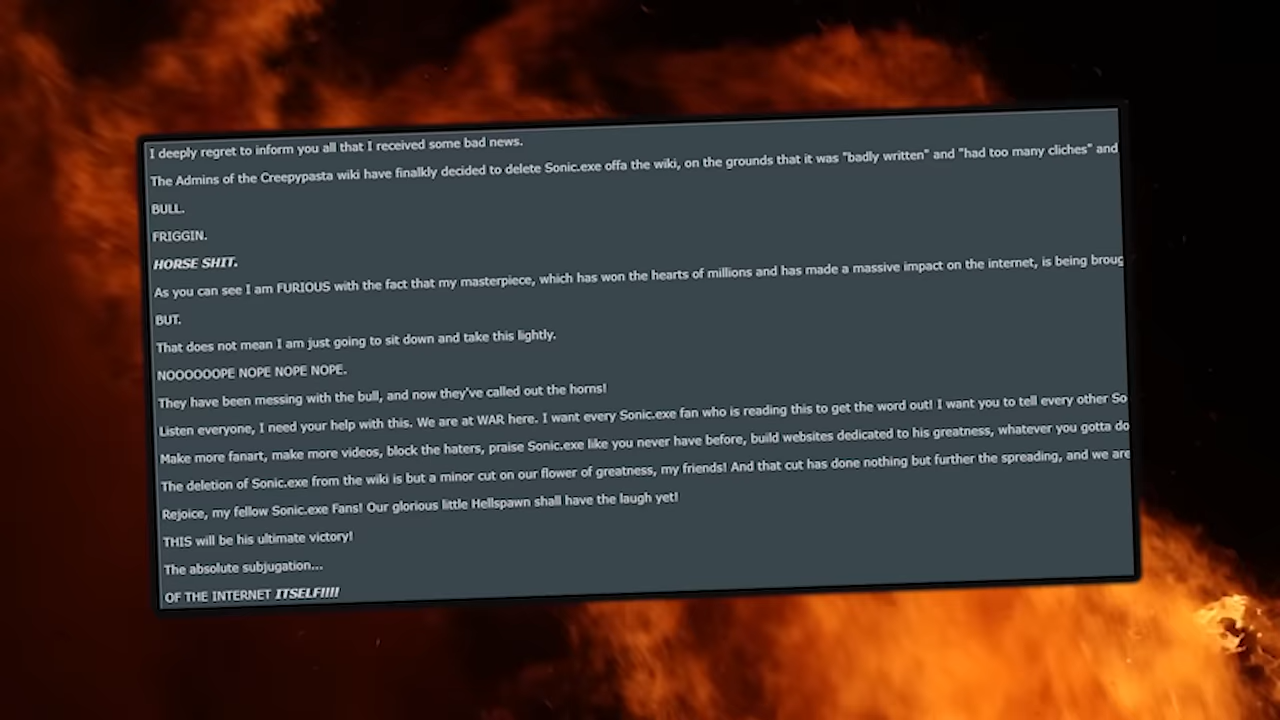 I deeply regret to inform you all that I received some bad news.
The Admins of the Creepypasta wiki have finalkly decided to delete Sonic.exe offa the wiki, on the grounds that it was "badly written" and "had too many cliches" and
BULL.
FRIGGIN.
HORSE SHIT.
As you can see I am FURIOUS with the fact that my masterpiece, which has won the hearts of millions and has made a massive impact on the internet, is being broug
BUT.
That does not mean I am just going to sit down and take this lightly.
NOOOOOOPE NOPE NOPE NOPE.
They have been messing with the bull, and now they've called out the horns!
Listen everyone, I need your help with this. We are at WAR here. I want every Sonic.exe fan who is reading this to get the word out! I want you to tell every other So
Make more fanart, make more videos, block the haters, praise Sonic.exe like you never have before, build websites dedicated to his greatness, whatever you gotta do
The deletion of Sonic.exe from the wiki is but a minor cut on our flower of greatness, my friends! And that cut has done nothing but further the spreading, and we are
Rejoice, my fellow Sonic.exe Fans! Our glorious little Hellspawn shall have the laugh yet!
THIS will be his ultimate victory!
The absolute subjugation...
OF THE INTERNET ITSELF!!!!